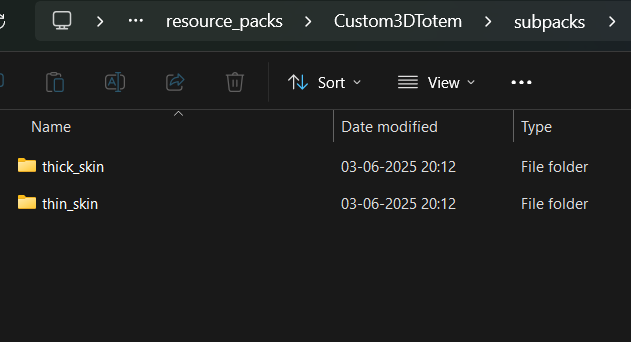 … resource_packs Custom3DTotem subpacks
Sort View …
Name Date modified Type
thick_skin 03-06-2025 20:12 File folder
thin_skin 03-06-2025 20:12 File folder